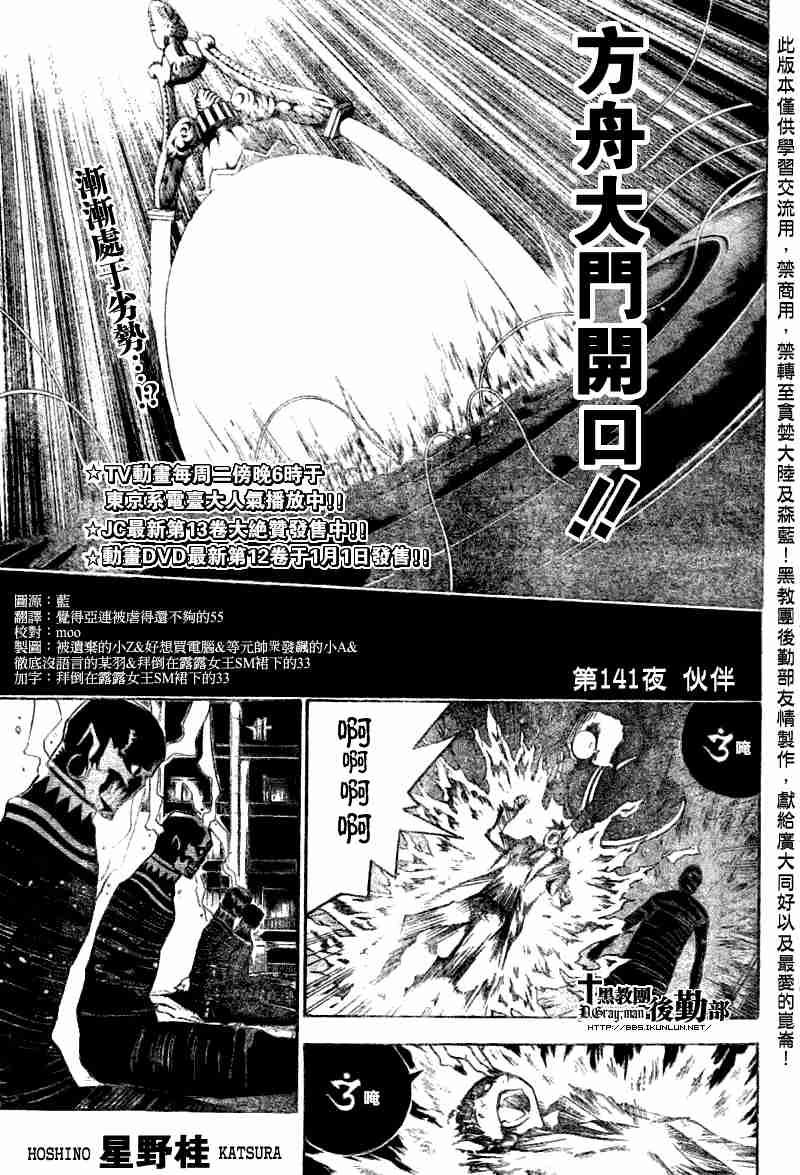 方舟大門開口!!
漸漸處于劣勢…!?
☆TV動畫每周二傍晚6時于
東京系電臺大人氣播放中!!
☆JC最新第13卷大絕贊發售中!!
★動畫DVD最新第12卷于1月1日發售!!
圖源：藍
翻譯：覺得亞連被虐得還不夠的55
校對：moo
製圖：被遺棄的小Z&好想買電腦&等元帥眾發飆的小A&
徹底沒語言的某羽&拜倒在露露女王SM裙下的33
加字：拜倒在露露女王SM裙下的33
第141夜 伙伴
此版本僅供學習交流用，禁商用，禁轉至貪婪大陸及森藍！黑教團後勤部友情製作，獻給廣大同好以及最愛的崑崙！
唵
啊
啊
啊
啊
黑教團
D.Gray-man
後勤部
HTTP://BBS.IKUNLUN.NET/
唵
HOSHINO 星野桂 KATSURA